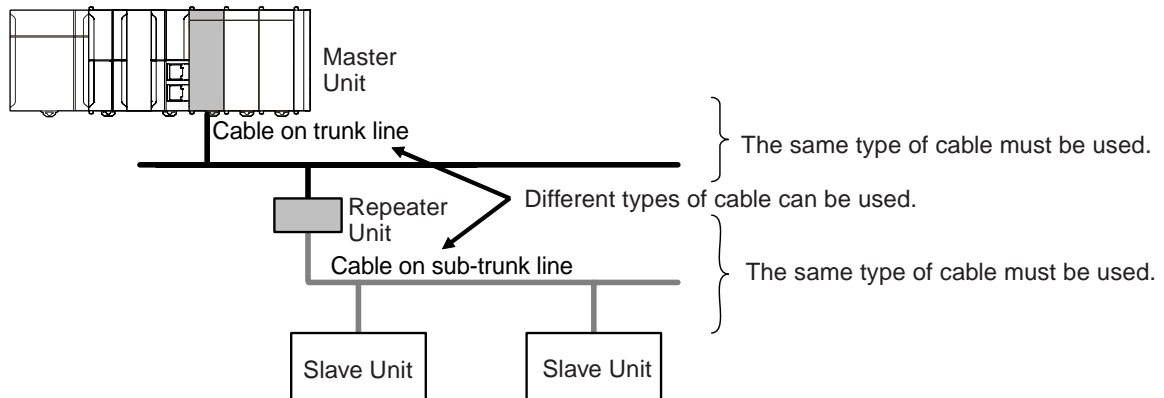 Master
Unit
Cable on trunk line
The same type of cable must be used.
Different types of cable can be used.
Repeater
Unit
Cable on sub-trunk line
The same type of cable must be used.
Slave Unit
Slave Unit